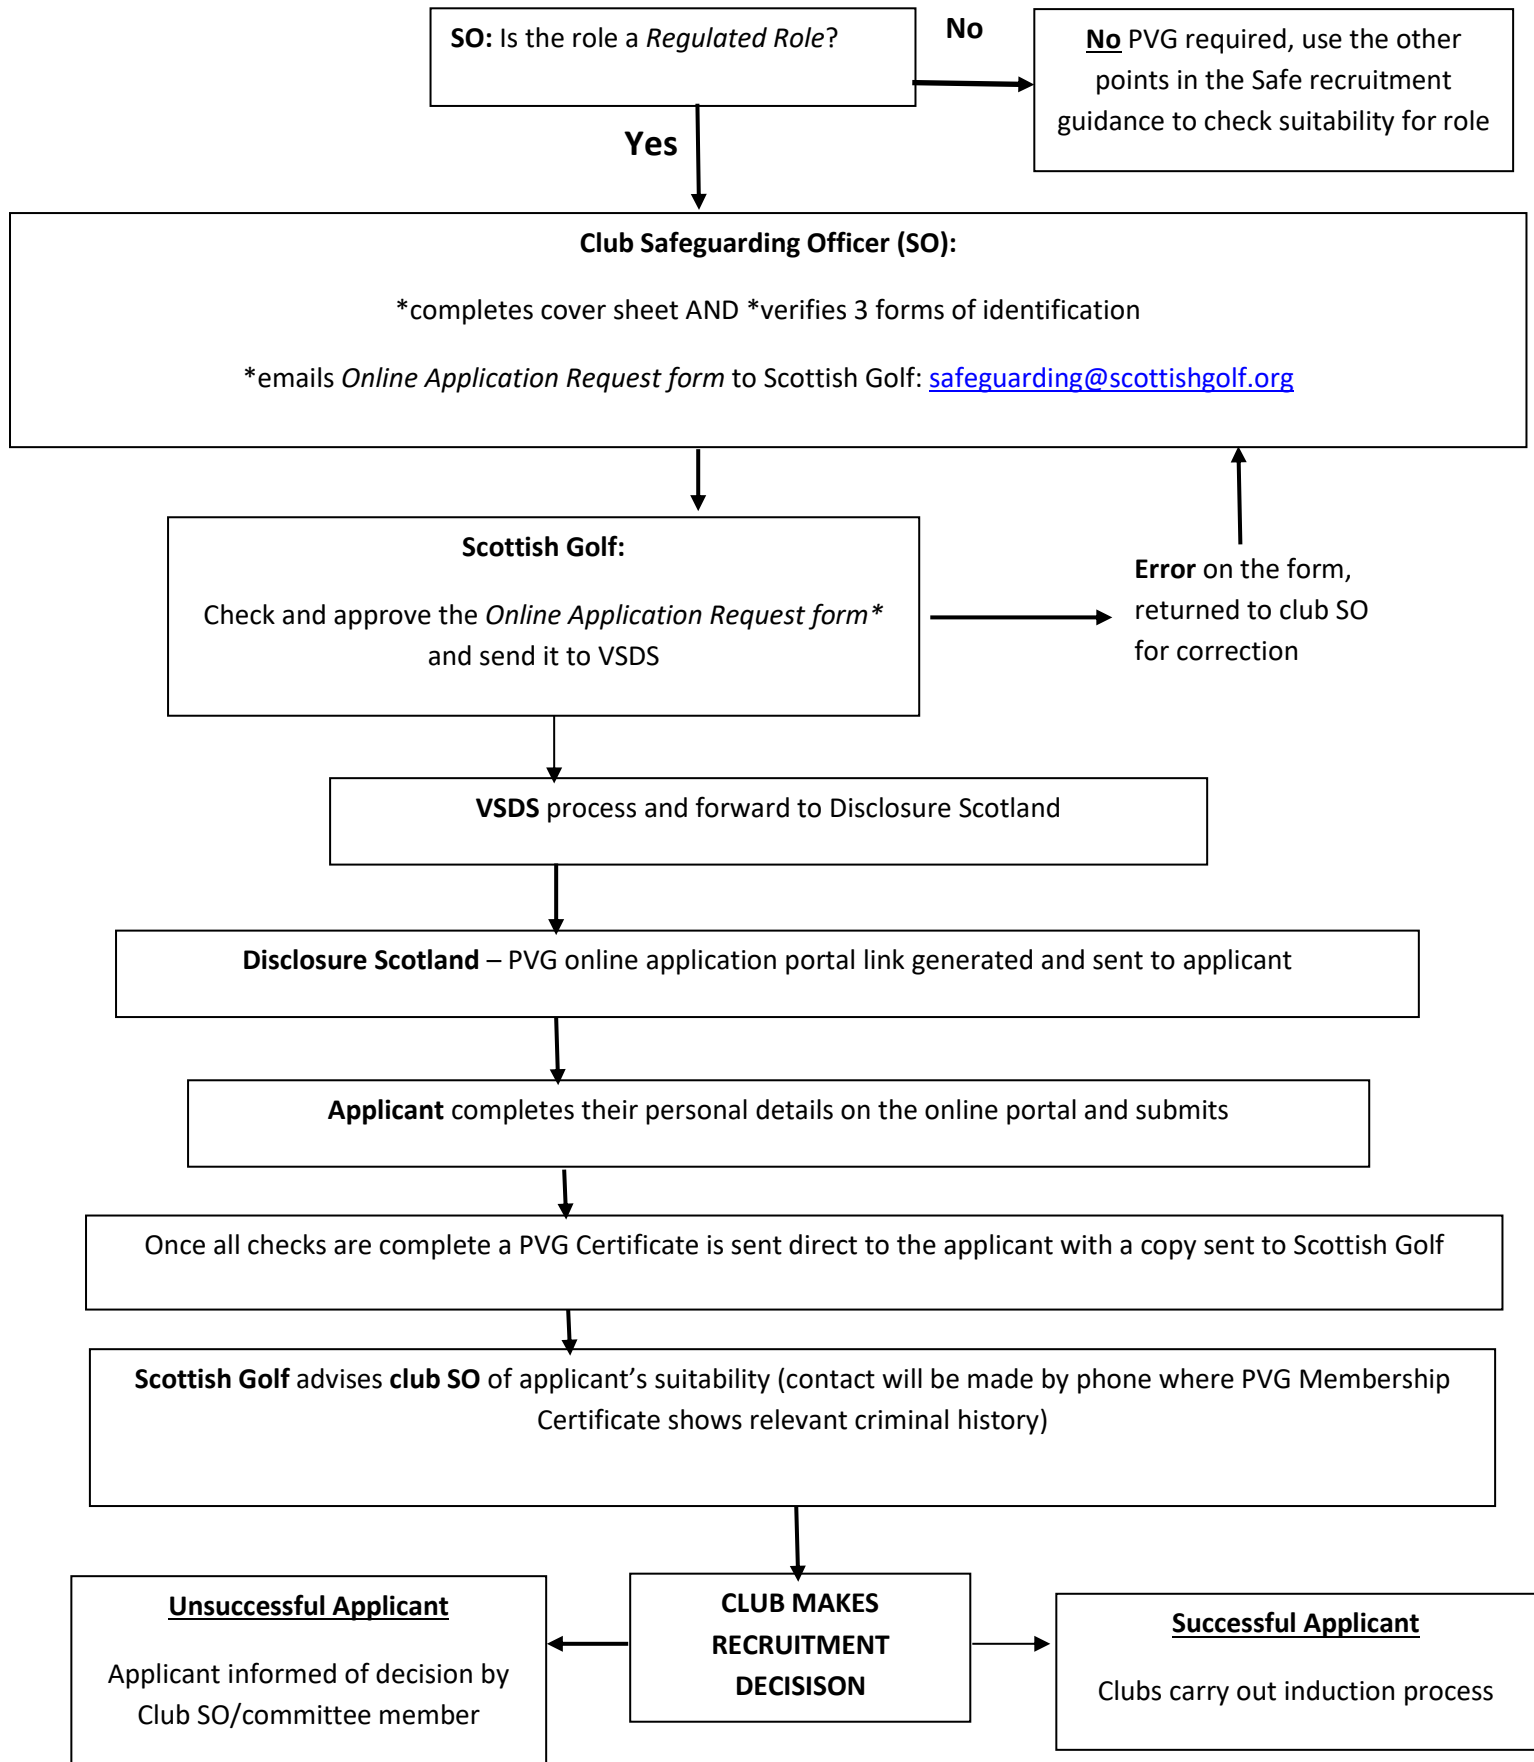 SO: Is the role a Regulated Role?
No
No PVG required, use the other
points in the Safe recruitment
guidance to check suitability for role
Yes
Club Safeguarding Officer (SO):
*completes cover sheet AND *verifies 3 forms of identification
*emails Online Application Request form to Scottish Golf: safeguarding@scottishgolf.org
Scottish Golf:
Check and approve the Online Application Request form*
and send it to VSDS
Error on the form,
returned to club SO
for correction
VSDS process and forward to Disclosure Scotland
Disclosure Scotland – PVG online application portal link generated and sent to applicant
Applicant completes their personal details on the online portal and submits
Once all checks are complete a PVG Certificate is sent direct to the applicant with a copy sent to Scottish Golf
Scottish Golf advises club SO of applicant’s suitability (contact will be made by phone where PVG Membership
Certificate shows relevant criminal history)
Unsuccessful Applicant
Applicant informed of decision by
Club SO/committee member
CLUB MAKES
RECRUITMENT
DECISISON
Successful Applicant
Clubs carry out induction process